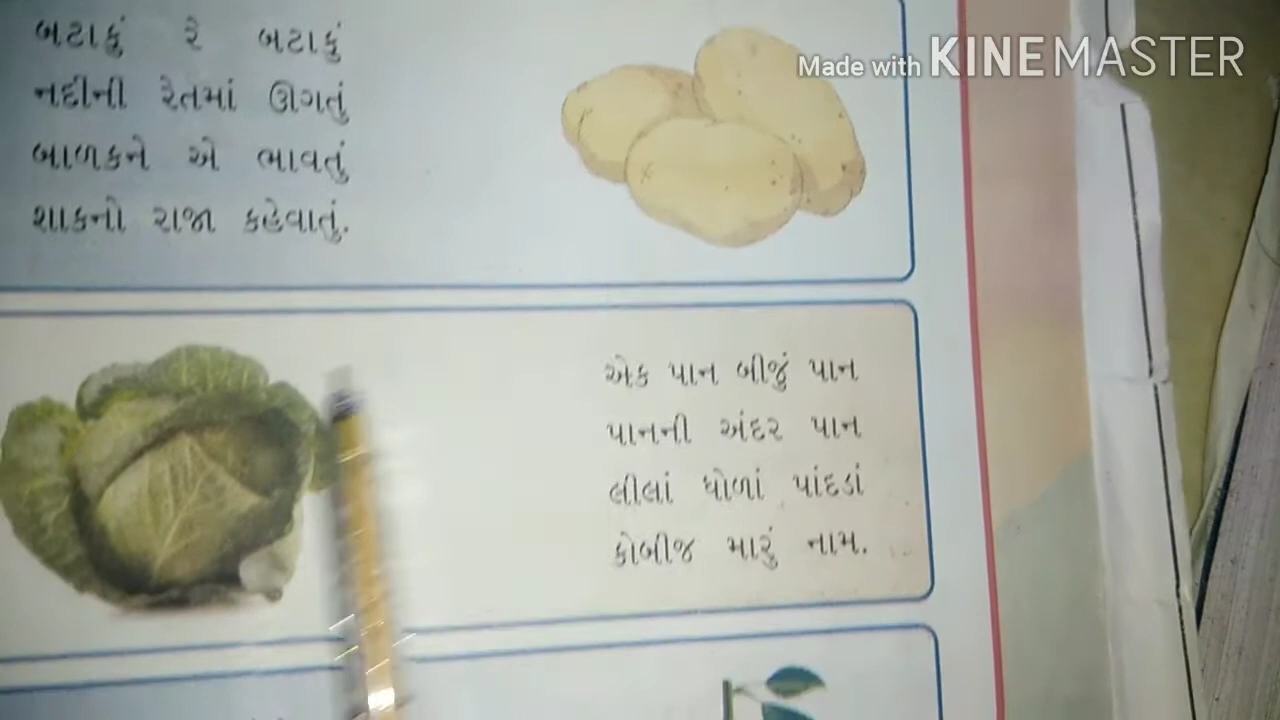 બટાકું રે બટાકું
નદીની રેતમાં ઊગતું
બાળકને એ ભાવતું
શાકનો રાજા કહેવાતું.
Made with KINEMASTER
એક પાન બીજું પાન
પાનની અંદર પાન
લીલાં ધોળાં પાંદડાં
કોબીજ મારું નામ.